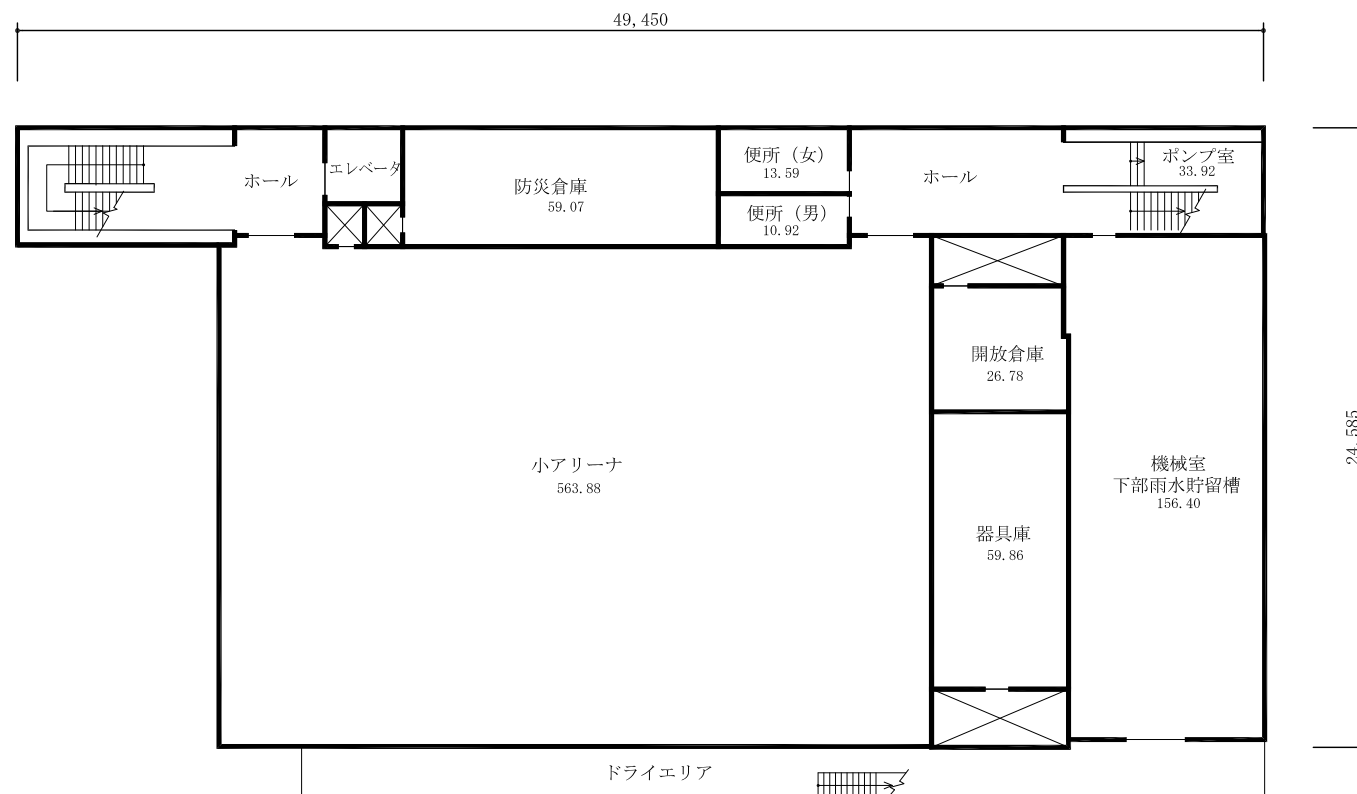 49,450
ホール
エレベータ
防災倉庫
59.07
便所（女）
13.59
便所（男）
10.92
ホール
ポンプ室
33.92
開放倉庫
26.78
小アリーナ
563.88
器具庫
59.86
機械室
下部雨水貯留槽
156.40
24,585
ドライエリア